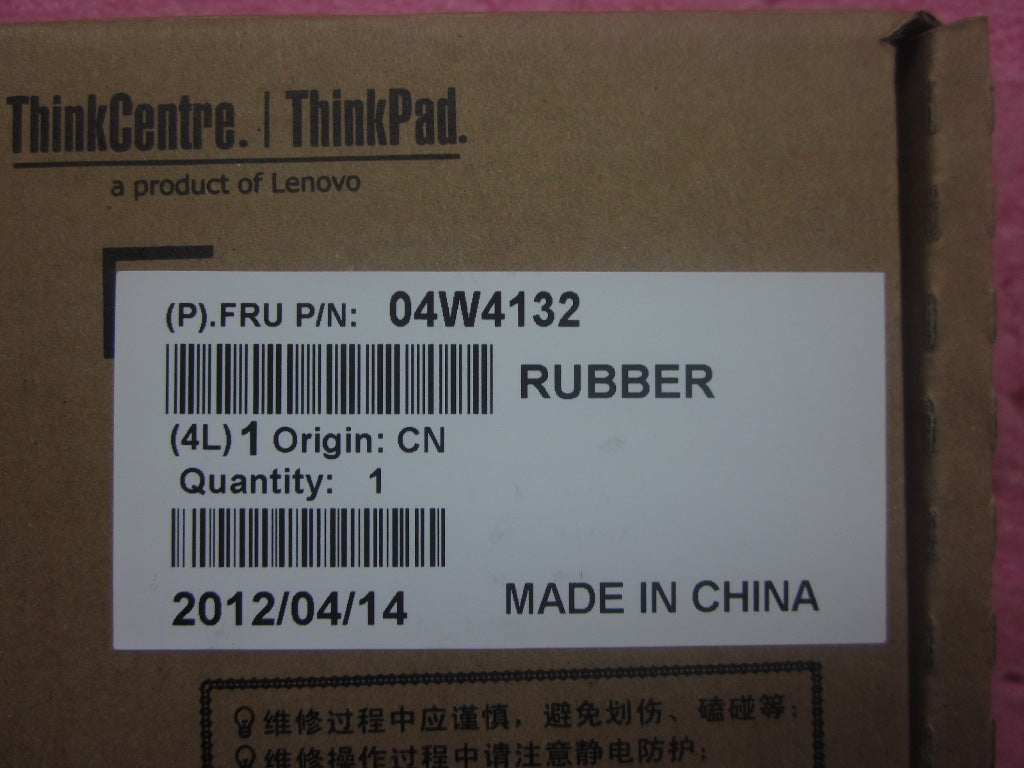 ThinkCentre. | ThinkPad.
a product of Lenovo
(P).FRU P/N: 04W4132
RUBBER
(4L) 1 Origin: CN
Quantity: 1
2012/04/14
MADE IN CHINA
维修过程中应谨慎，避免划伤、磕碰等；
维修操作过程中请注意静电防护；